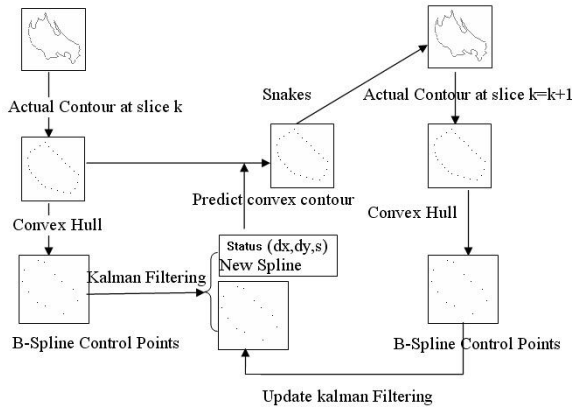 Actual Contour at slice k
Snakes
Actual Contour at slice k=k+1
Predict convex contour
Convex Hull
Convex Hull
Status (dx,dy,s)
New Spline
Kalman Filtering
B-Spline Control Points
B-Spline Control Points
Update kalman Filtering